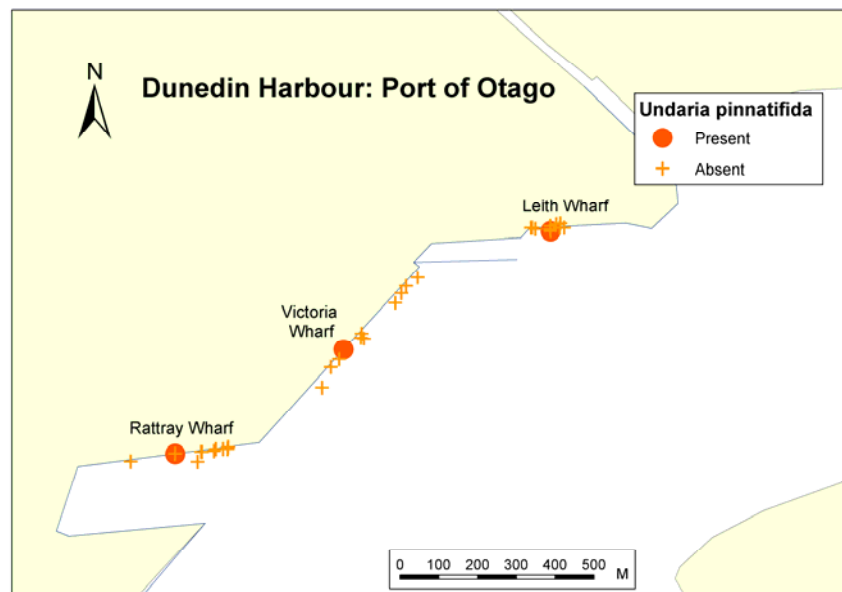 N
Dunedin Harbour: Port of Otago
Undaria pinnatifida
Present
Absent
Leith Wharf
Victoria
Wharf
Rattray Wharf
0 100 200 300 400 500 M